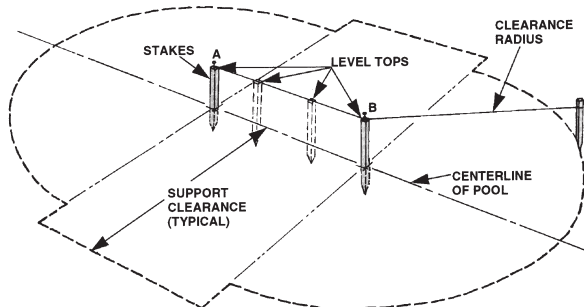 A
STAKES
LEVEL TOPS
CLEARANCE
RADIUS
B
CENTERLINE
OF POOL
SUPPORT
CLEARANCE
(TYPICAL)